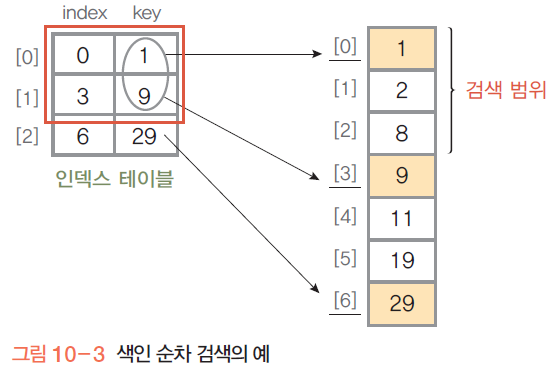 index key
[0] 0 1
[1] 3 9
[2] 6 29
인덱스 테이블
[0] 1
[1] 2
[2] 8
[3] 9
[4] 11
[5] 19
[6] 29
검색 범위
그림 10-3 색인 순차 검색의 예